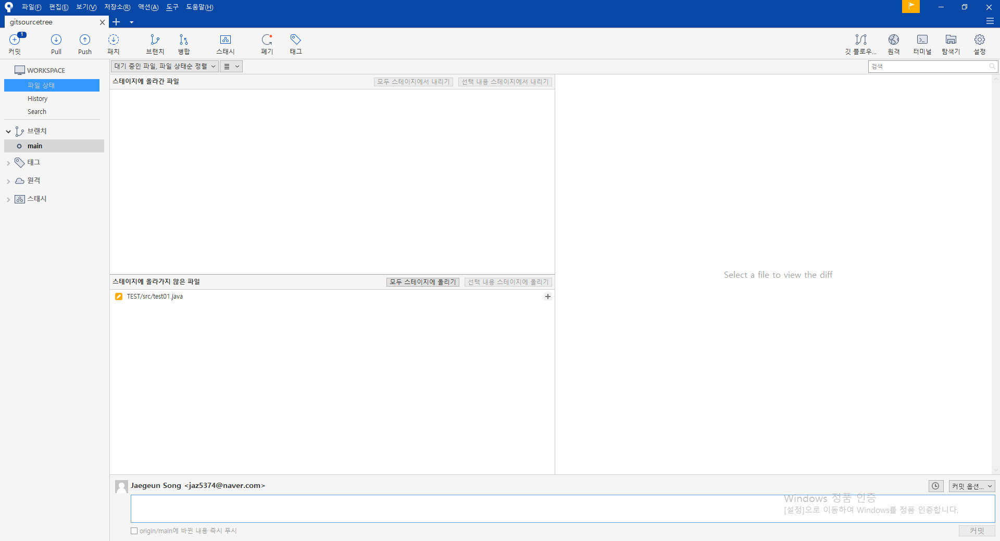 파일(F) 편집(E) 보기(V) 저장소(R) 액션(A) 도구 도움말(H)
gitsourcetree
1
커밋 Pull Push 패치 브랜치 병합 스태시 폐기 태그 깃 플로우... 원격 터미널 탐색기 설정
WORKSPACE
파일 상태
History
Search
브랜치
main
태그
원격
스태시
대기 중인 파일, 파일 상태순 정렬
검색
스테이지에 올라간 파일 모두 스테이지에서 내리기 선택 내용 스테이지에서 내리기
스테이지에 올라가지 않은 파일 모두 스테이지에 올리기 선택 내용 스테이지에 올리기
TEST/src/test01.java
Select a file to view the diff
Jaegeun Song <jaz5374@naver.com>
커밋 옵션...
Windows 정품 인증
[설정]으로 이동하여 Windows를 정품 인증합니다.
origin/main에 바뀐 내용 즉시 푸시
커밋